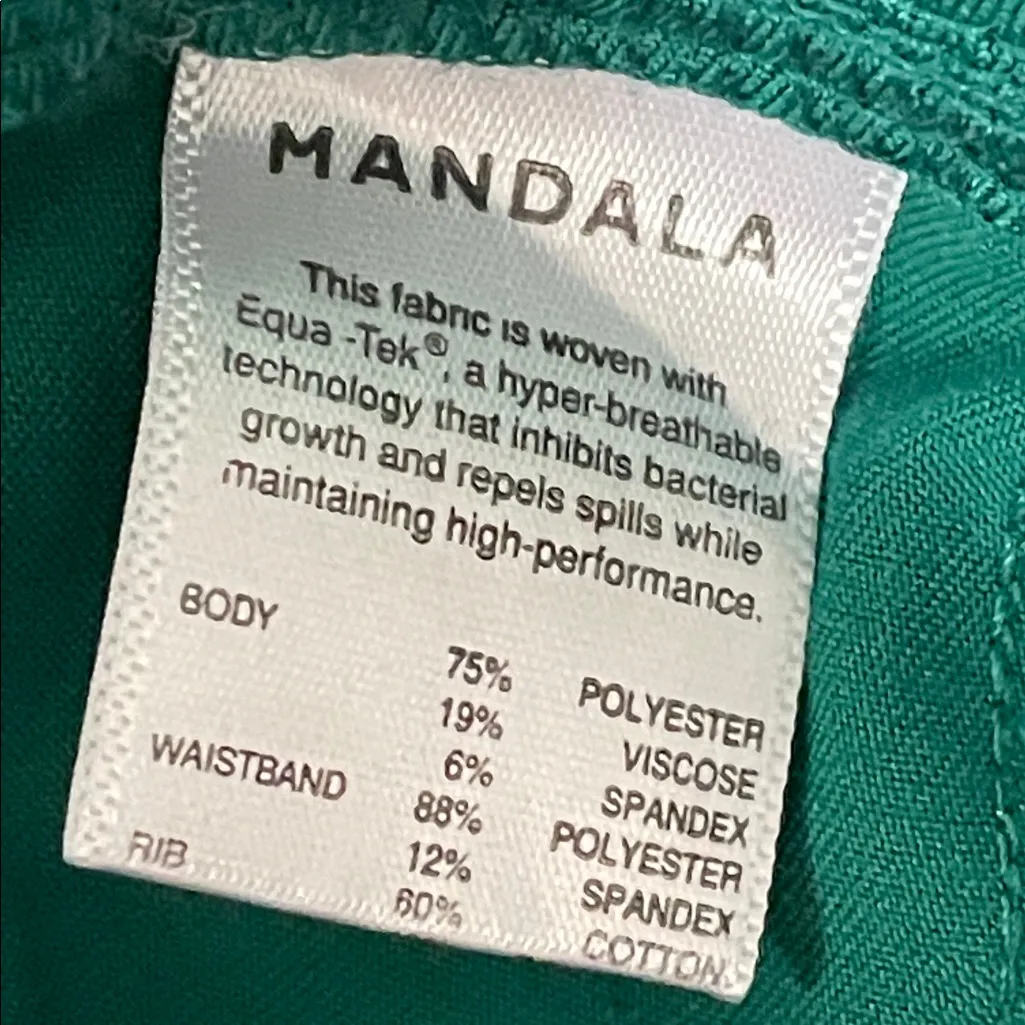 MANDALA
This fabric is woven with
Equa -Tek®, a hyper-breathable
technology that inhibits bacterial
growth and repels spills while
maintaining high-performance.
BODY 75% POLYESTER
19% VISCOSE
6% SPANDEX
WAISTBAND 88% POLYESTER
12% SPANDEX
RIB 60% COTTON